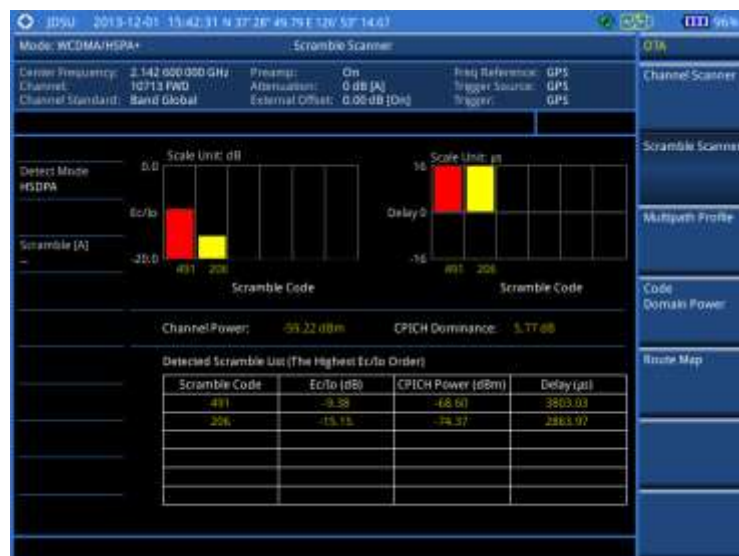 JDSU 2013-12-01 15:42:31 N 37° 28' 49.79 E 126° 53' 14.67 96%
Mode: WCDMA/HSPA+ Scramble Scanner OTA
Center Frequency: 2.142 600 000 GHz Preamp: On Freq Reference: GPS
Channel: 10713 FWD Attenuation: 0 dB [A] Trigger Source: GPS
Channel Standard: Band Global External Offset: 0.00 dB [On] Trigger: GPS
Channel Scanner
Scramble Scanner
Multipath Profile
Code
Domain Power
Route Map
Detect Mode
HSDPA
Scramble [A]
--
Scale Unit: dB
0.0
Ec/Io
-20.0
491 206
Scramble Code
Scale Unit: µs
16
Delay 0
-16
491 206
Scramble Code
Channel Power: -59.22 dBm CPICH Dominance: 5.77 dB
Detected Scramble List (The Highest Ec/Io Order)
Scramble Code Ec/Io (dB) CPICH Power (dBm) Delay (µs)
491 -9.38 -68.60 3803.03
206 -15.15 -74.37 2863.97